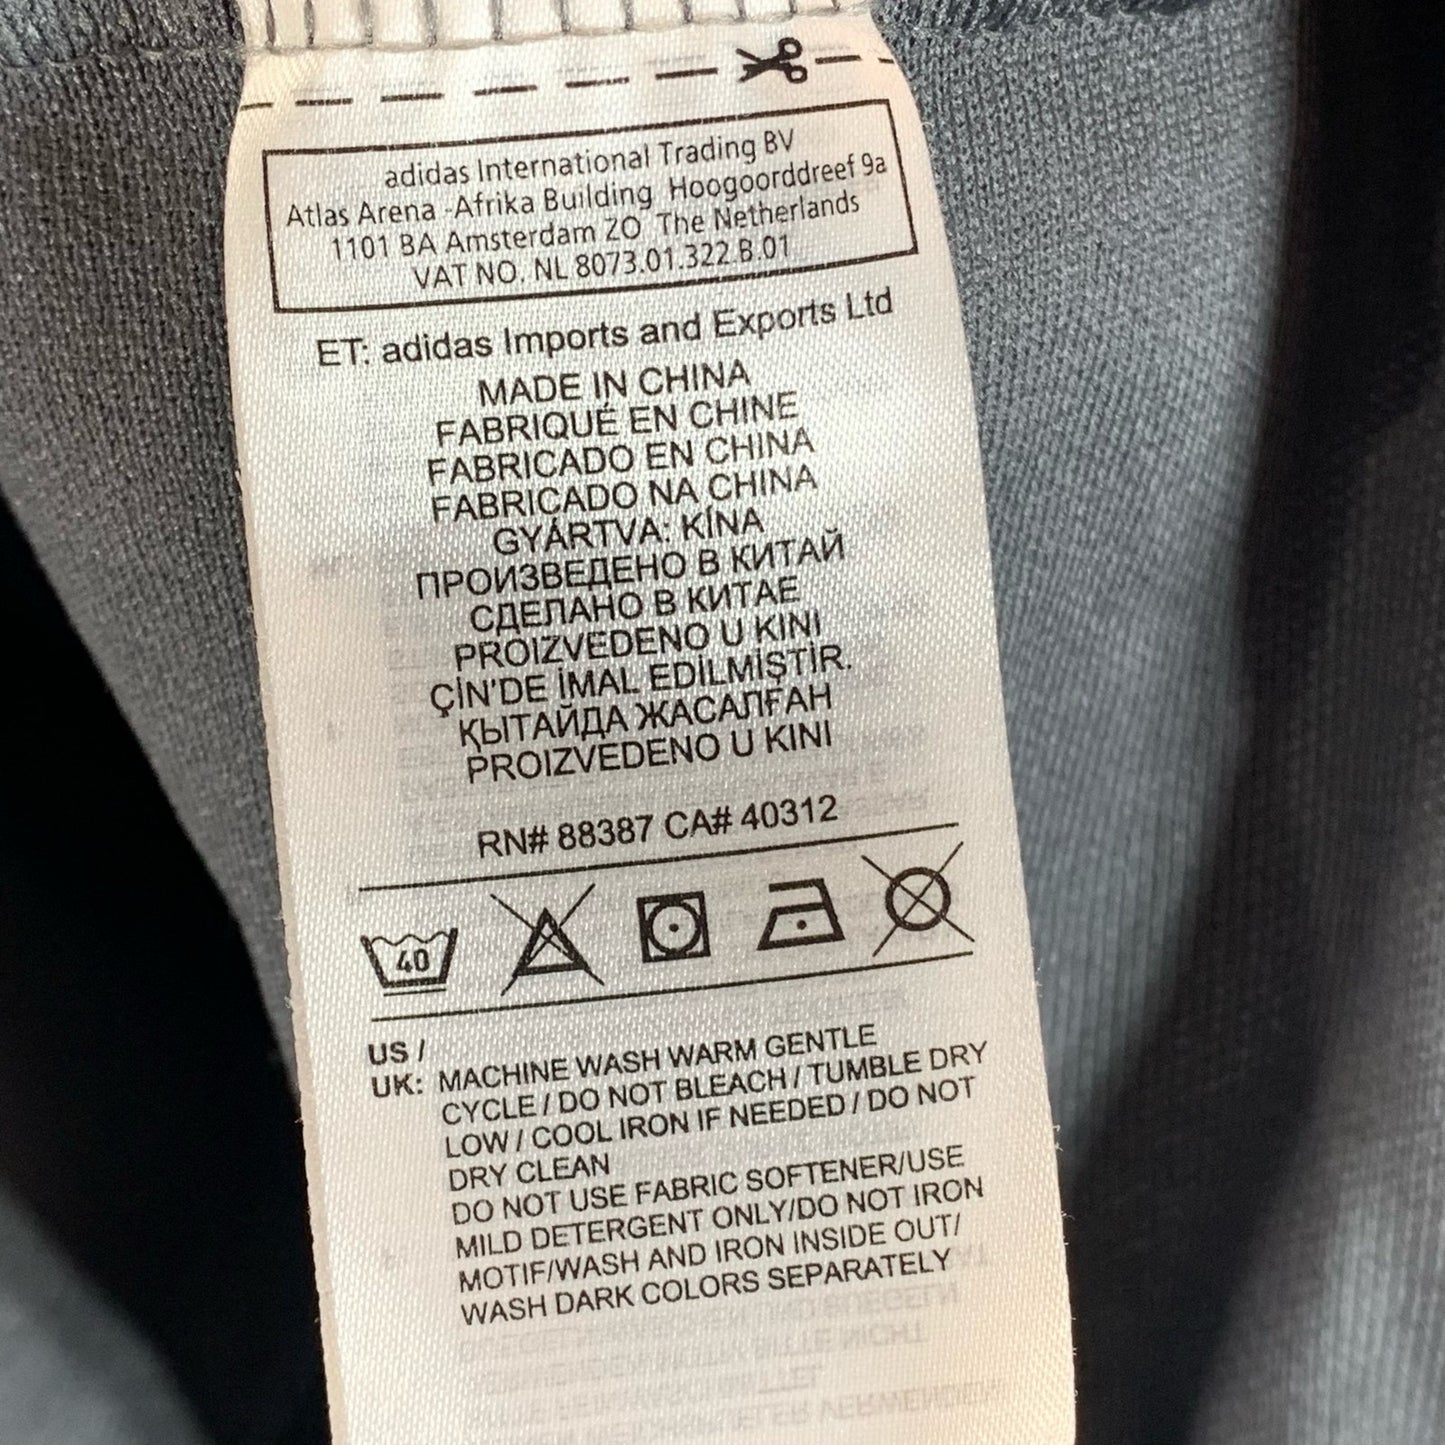 adidas International Trading BV
Atlas Arena -Afrika Building Hoogoorddreef 9a
1101 BA Amsterdam ZO The Netherlands
VAT NO. NL 8073.01.322.B.01
ET: adidas Imports and Exports Ltd
MADE IN CHINA
FABRIQUÉ EN CHINE
FABRICADO EN CHINA
FABRICADO NA CHINA
GYÁRTVA: KÍNA
ПРОИЗВЕДЕНО В КИТАЙ
СДЕЛАНО В КИТАЕ
PROIZVEDENO U KINI
ÇİN'DE İMAL EDİLMİŞTİR.
ҚЫТАЙДА ЖАСАЛҒАН
PROIZVEDENO U KINI
RN# 88387 CA# 40312
40
US /
UK: MACHINE WASH WARM GENTLE
CYCLE / DO NOT BLEACH / TUMBLE DRY
LOW / COOL IRON IF NEEDED / DO NOT
DRY CLEAN
DO NOT USE FABRIC SOFTENER/USE
MILD DETERGENT ONLY/DO NOT IRON
MOTIF/WASH AND IRON INSIDE OUT/
WASH DARK COLORS SEPARATELY